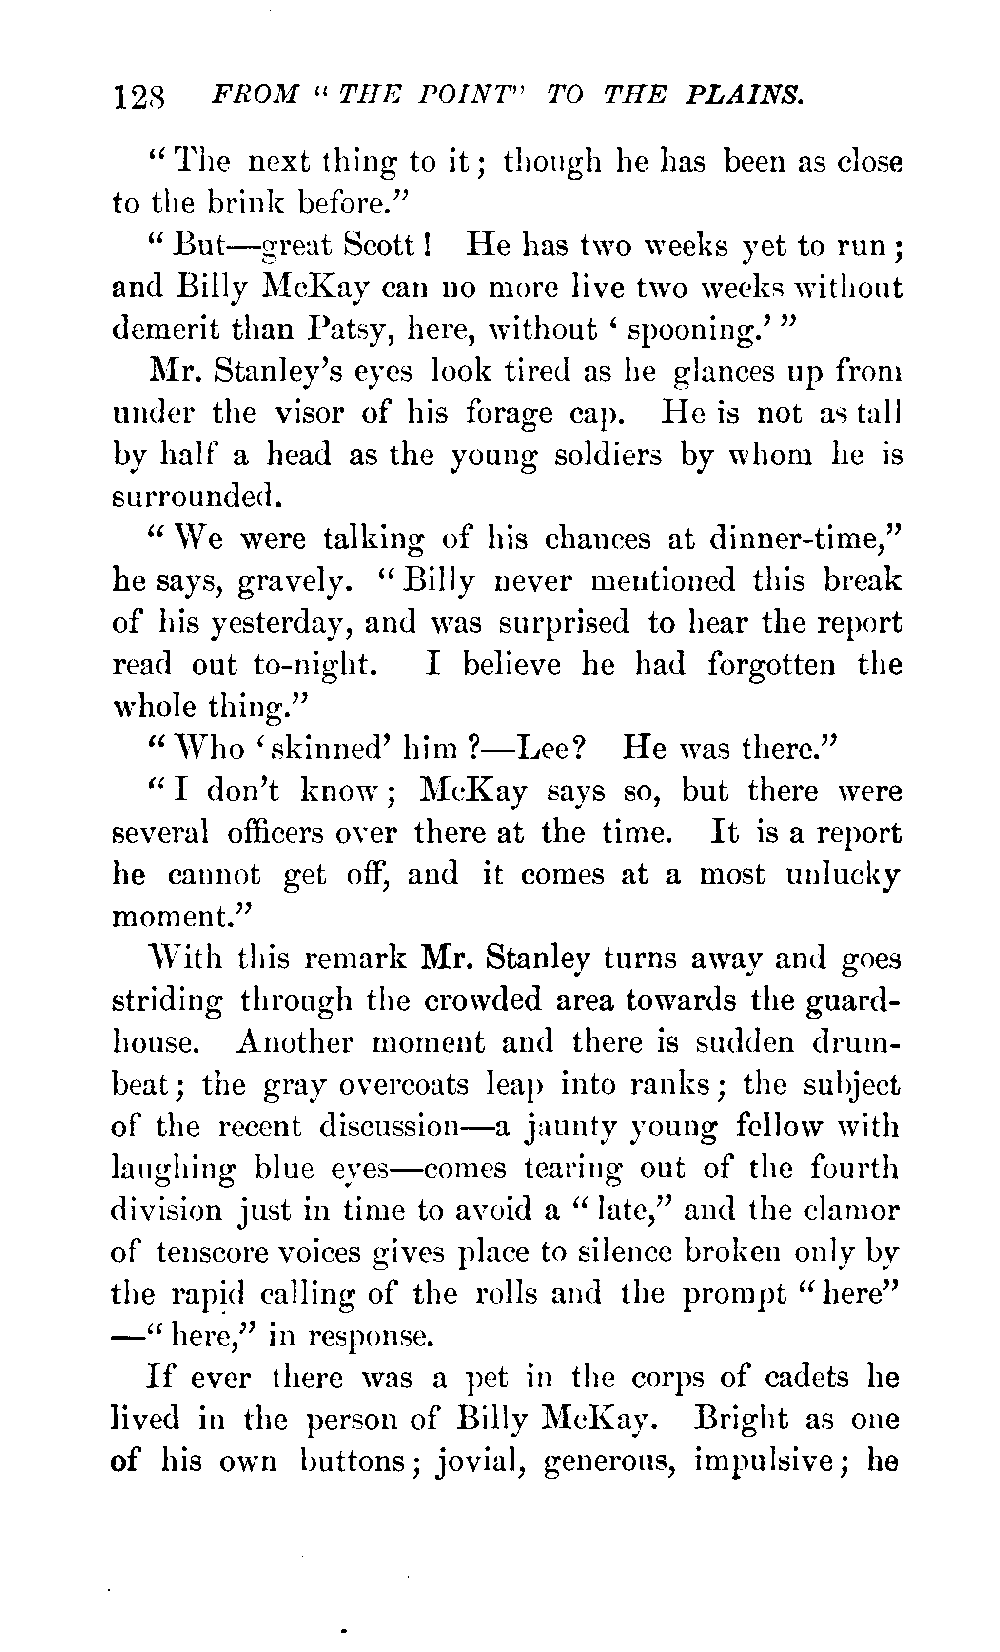 128 FROM " THE POINT" TO THE PLAINS.
" The next thing to it ; though he has been as close
to the brink before."
" But—great Scott ! He has two weeks yet to run ;
and Billy McKay can no more live two weeks without
demerit than Patsy, here, without ' spooning.' "
Mr. Stanley's eyes look tired as he glances up from
under the visor of his forage cap. He is not as tall
by half a head as the young soldiers by whom he is
surrounded.
" We were talking of his chances at dinner-time,"
he says, gravely. " Billy never mentioned this break
of his yesterday, and was surprised to hear the report
read out to-night. I believe he had forgotten the
whole thing."
" Who ' skinned' him ?—Lee? He was there."
" I don't know ; McKay says so, but there were
several officers over there at the time. It is a report
he cannot get off, and it comes at a most unlucky
moment."
With this remark Mr. Stanley turns away and goes
striding through the crowded area towards the guard-
house. Another moment and there is sudden drum-
beat ; the gray overcoats leap into ranks ; the subject
of the recent discussion—a jaunty young fellow with
laughing blue eyes—comes tearing out of the fourth
division just in time to avoid a " late," and the clamor
of tenscore voices gives place to silence broken only by
the rapid calling of the rolls and the prompt " here"
—" here," in response.
If ever there was a pet in the corps of cadets he
lived in the person of Billy McKay. Bright as one
of his own buttons ; jovial, generous, impulsive ; he